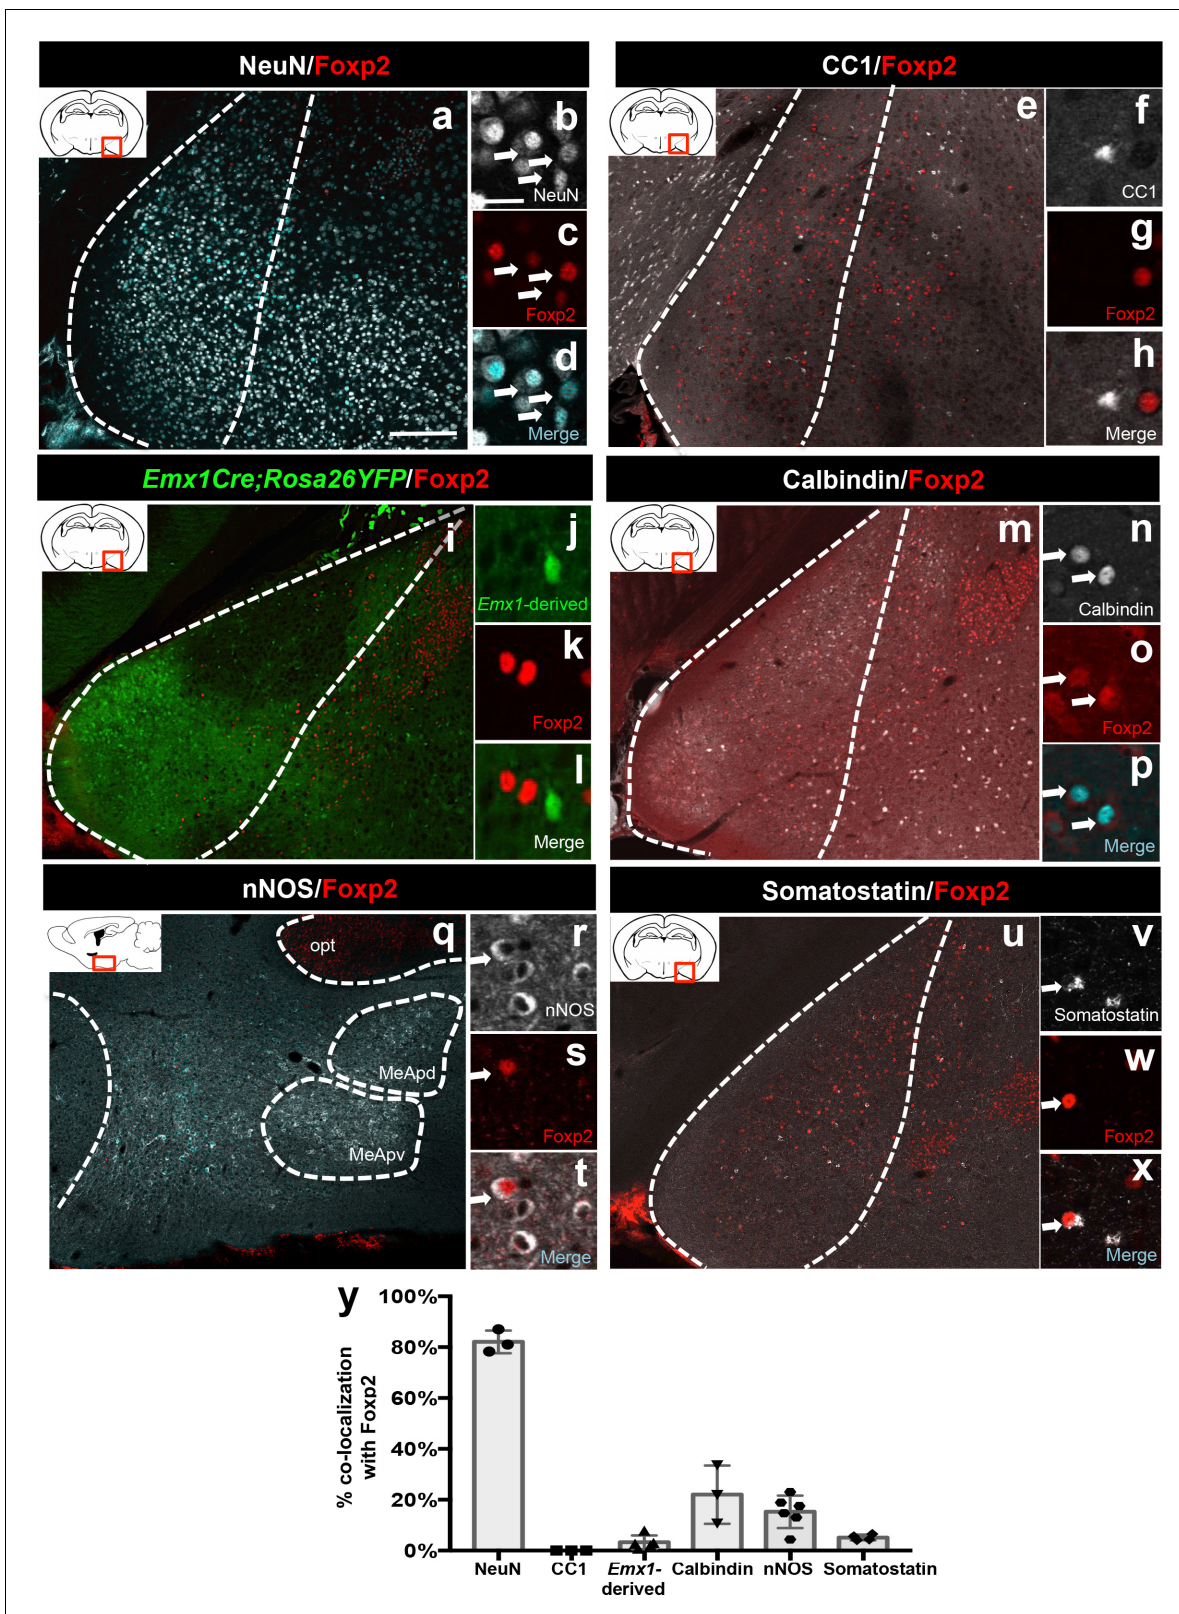 NeuN/Foxp2
a
b
NeuN
c
Foxp2
d
Merge
CC1/Foxp2
e
f
CC1
g
Foxp2
h
Merge
Emx1Cre;Rosa26YFP/Foxp2
i
j
Emx1-derived
k
Foxp2
l
Merge
Calbindin/Foxp2
m
n
Calbindin
o
Foxp2
p
Merge
nNOS/Foxp2
q
opt
MeApd
MeApv
r
nNOS
s
Foxp2
t
Merge
Somatostatin/Foxp2
u
v
Somatostatin
w
Foxp2
x
Merge
y
% co-localization
with Foxp2
100%
80%
60%
40%
20%
0%
NeuN CC1 Emx1- Calbindin nNOS Somatostatin
derived